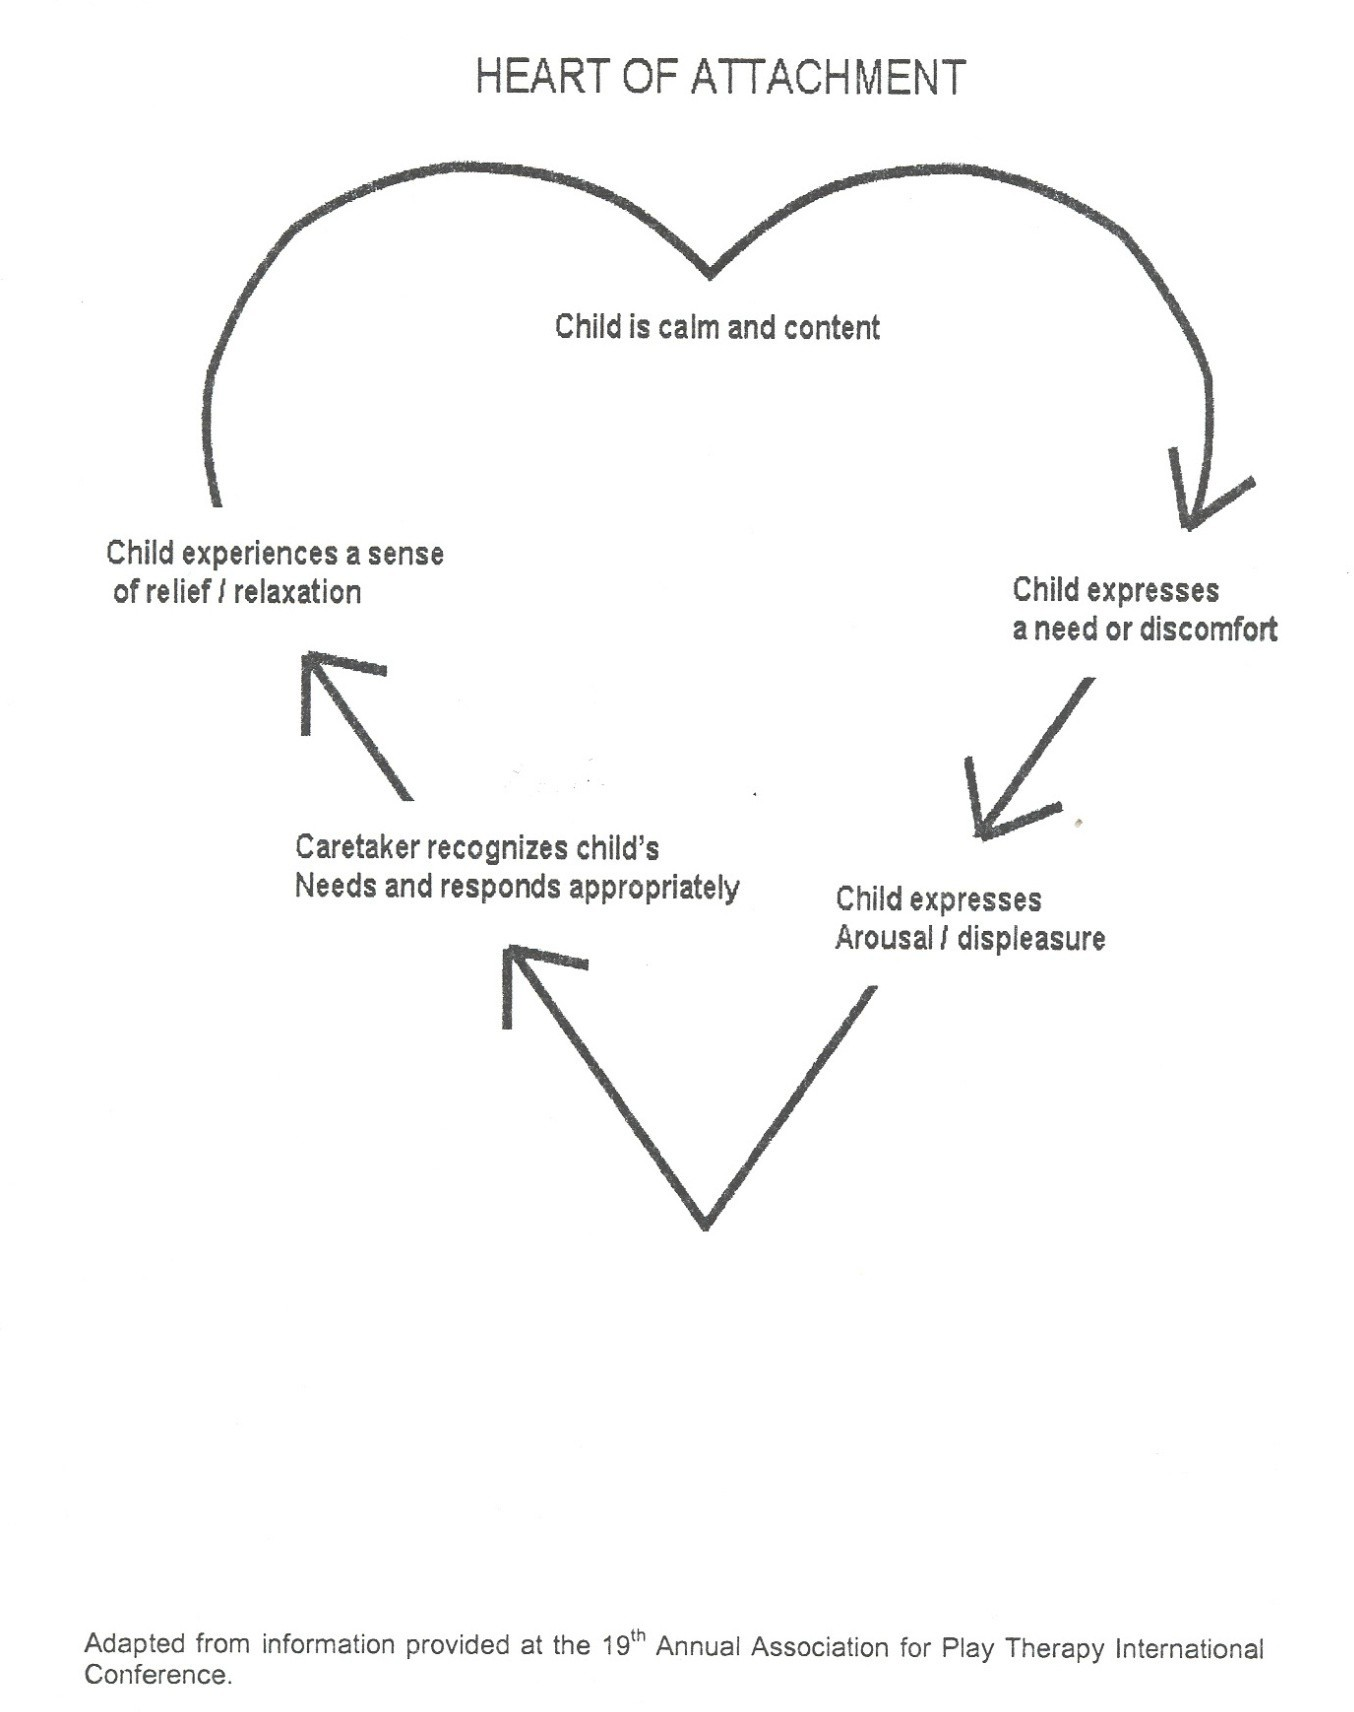 HEART OF ATTACHMENT
Child is calm and content
Child experiences a sense
of relief / relaxation
Child expresses
a need or discomfort
Caretaker recognizes child's
Needs and responds appropriately
Child expresses
Arousal / displeasure
Adapted from information provided at the 19th Annual Association for Play Therapy International
Conference.